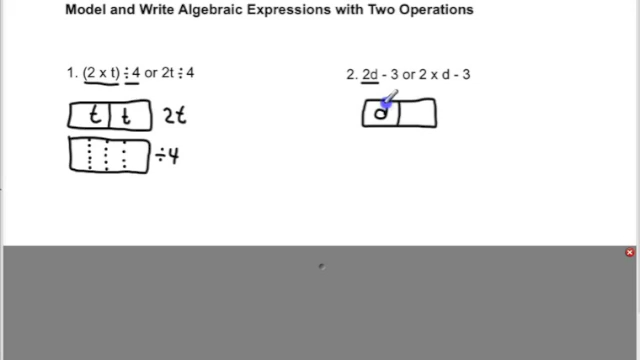 Model and Write Algebraic Expressions with Two Operations
1. (2 x t) ÷ 4 or 2t ÷ 4
t t 2t
÷4
2. 2d - 3 or 2 x d - 3
d